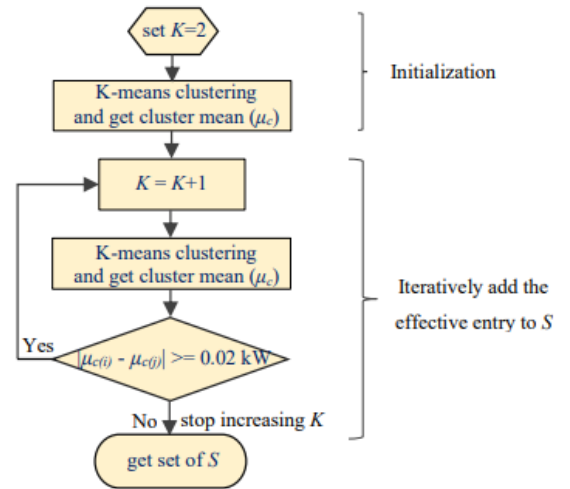 set K=2
K-means clustering
and get cluster mean (μc)
Initialization
K = K+1
K-means clustering
and get cluster mean (μc)
Iteratively add the
effective entry to S
Yes
|μc(i) - μc(j)| >= 0.02 kW
No
stop increasing K
get set of S